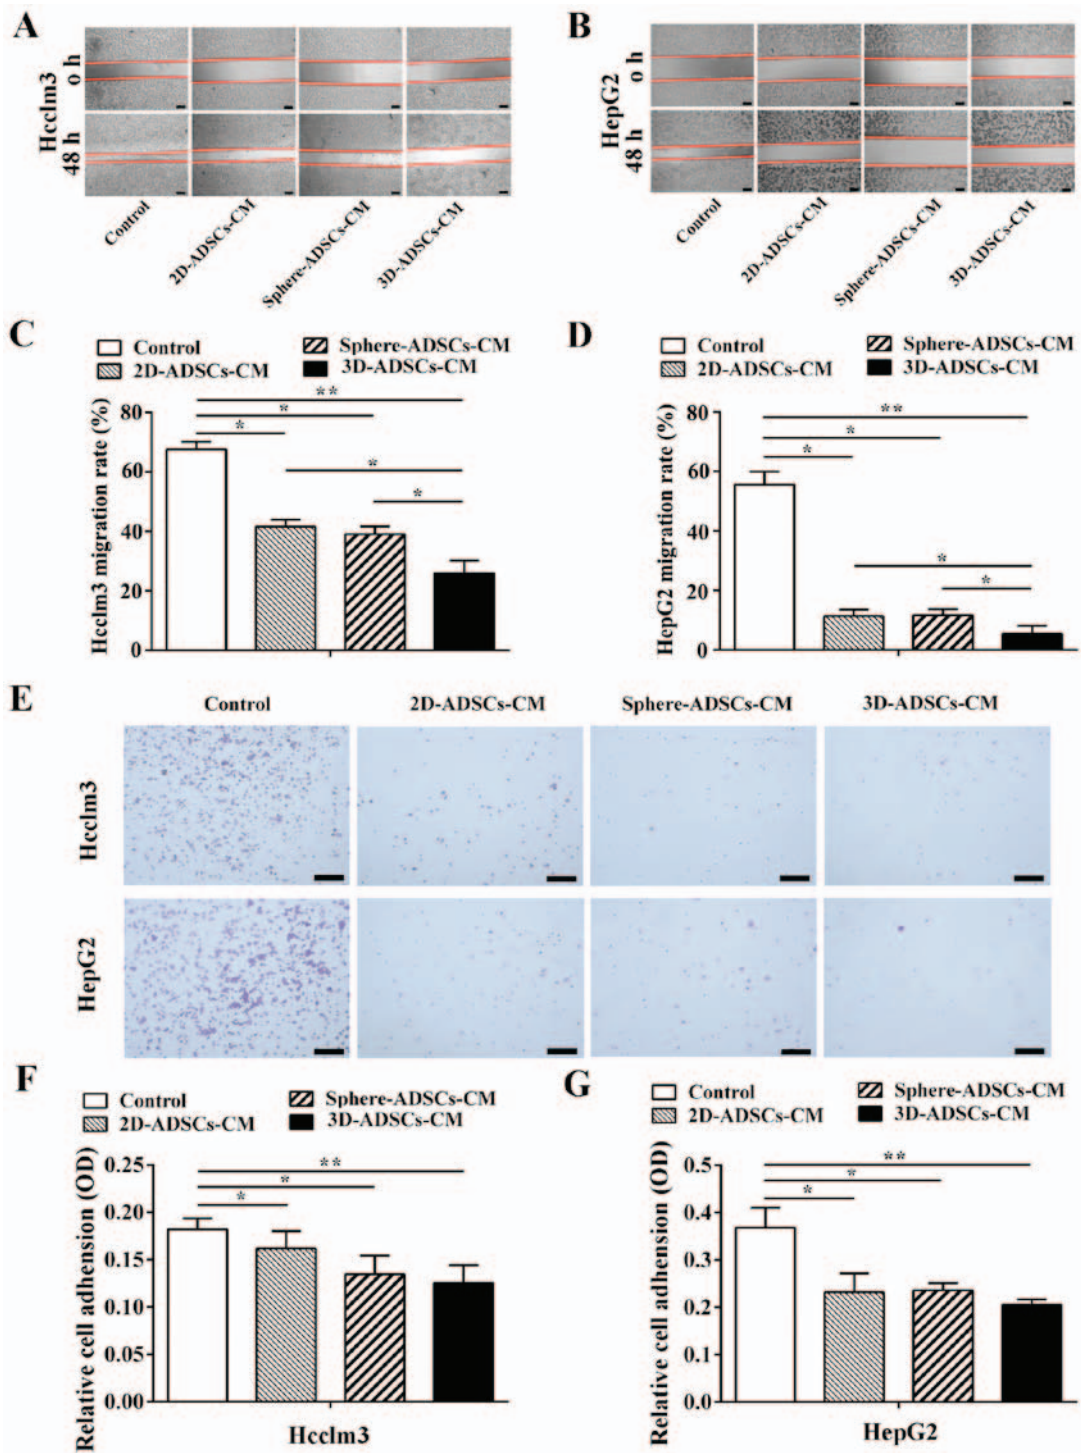 A
B
Hcclm3
o h
48 h
HepG2
o h
48 h
Control
2D-ADSCs-CM
Sphere-ADSCs-CM
3D-ADSCs-CM
Control
2D-ADSCs-CM
Sphere-ADSCs-CM
3D-ADSCs-CM
C
Control
Sphere-ADSCs-CM
2D-ADSCs-CM
3D-ADSCs-CM
Hcclm3 migration rate (%)
80
60
40
20
0
**
*
*
*
*
D
Control
Sphere-ADSCs-CM
2D-ADSCs-CM
3D-ADSCs-CM
HepG2 migration rate (%)
80
60
40
20
0
**
*
*
*
*
E
Control
2D-ADSCs-CM
Sphere-ADSCs-CM
3D-ADSCs-CM
Hcclm3
HepG2
F
Control
Sphere-ADSCs-CM
2D-ADSCs-CM
3D-ADSCs-CM
Relative cell adhension (OD)
0.25
0.20
0.15
0.10
0.05
0.00
**
*
*
Hcclm3
G
Control
Sphere-ADSCs-CM
2D-ADSCs-CM
3D-ADSCs-CM
Relative cell adhension (OD)
0.5
0.4
0.3
0.2
0.1
0.0
**
*
*
HepG2